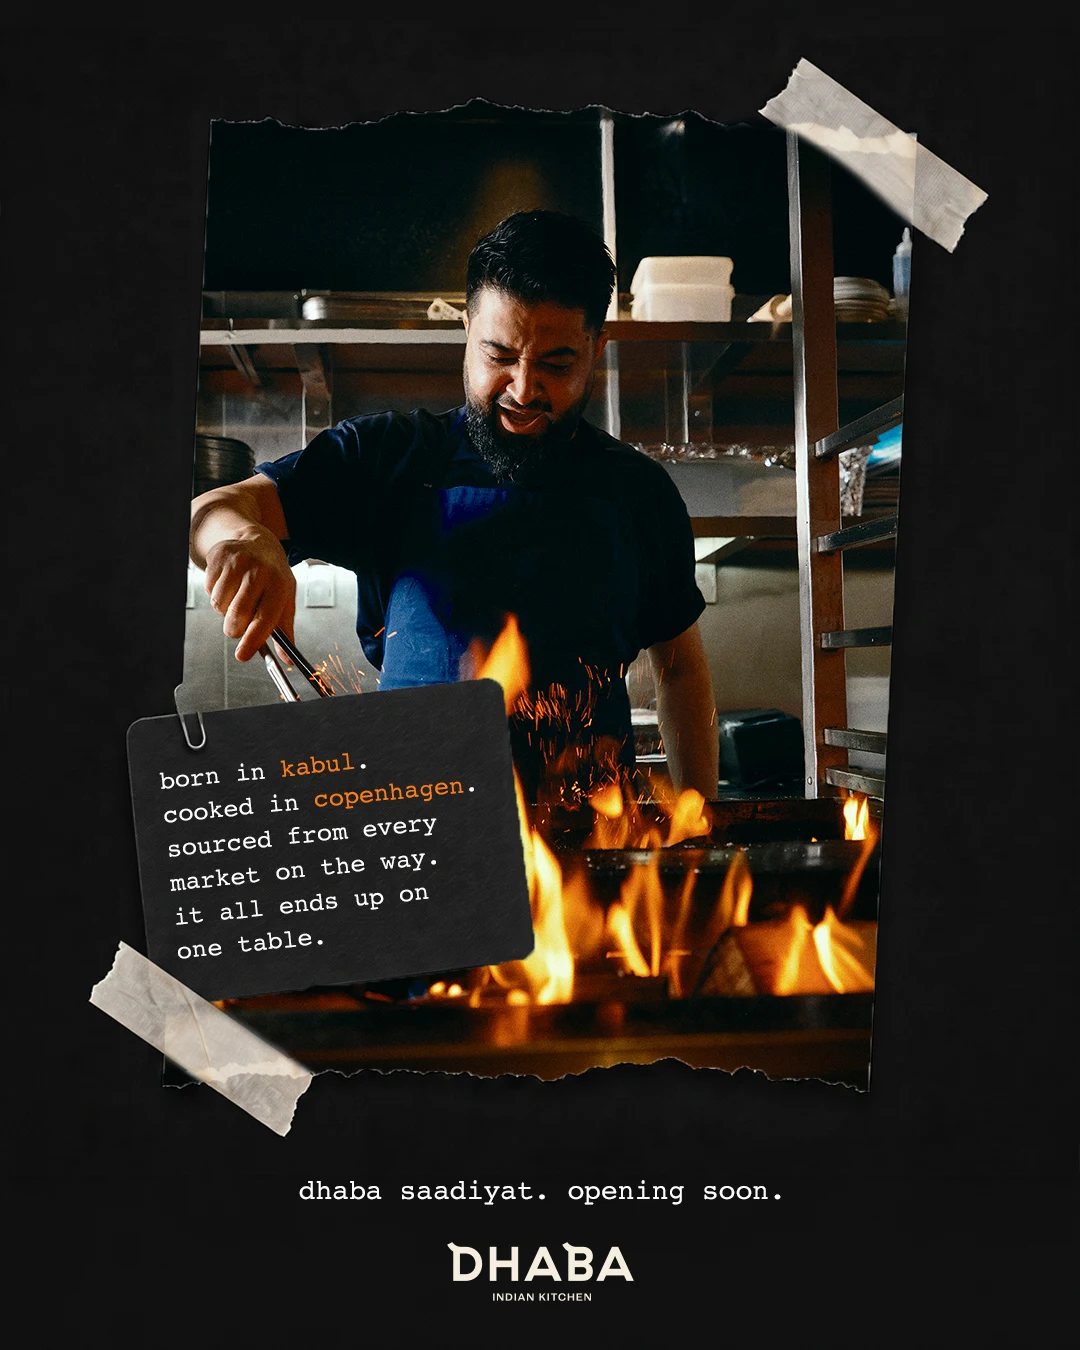 born in kabul.
cooked in copenhagen.
sourced from every
market on the way.
it all ends up on
one table.
dhaba saadiyat. opening soon.
DHABA
INDIAN KITCHEN